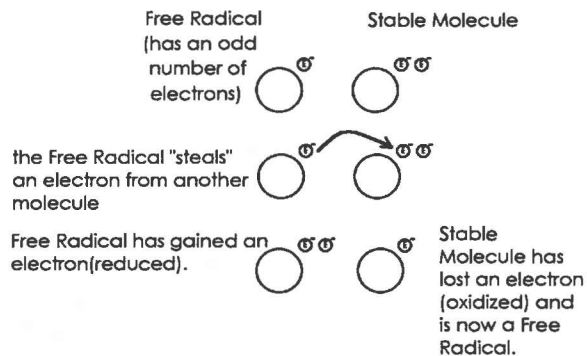 Free Radical
(has an odd
number of
electrons)
Stable Molecule
the Free Radical "steals"
an electron from another
molecule
Free Radical has gained an
electron(reduced).
Stable
Molecule has
lost an electron
(oxidized) and
is now a Free
Radical.